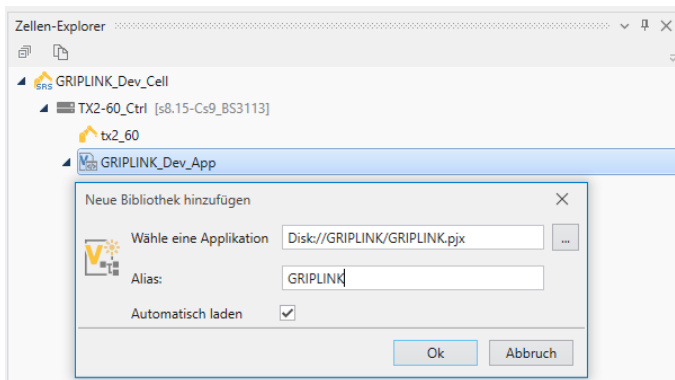 Zellen-Explorer
SRS GRIPLINK_Dev_Cell
TX2-60_Ctrl [s8.15-Cs9_BS3113]
tx2_60
GRIPLINK_Dev_App
Neue Bibliothek hinzufügen
Wähle eine Applikation Disk://GRIPLINK/GRIPLINK.pjx ...
Alias: GRIPLINK
Automatisch laden
Ok Abbruch